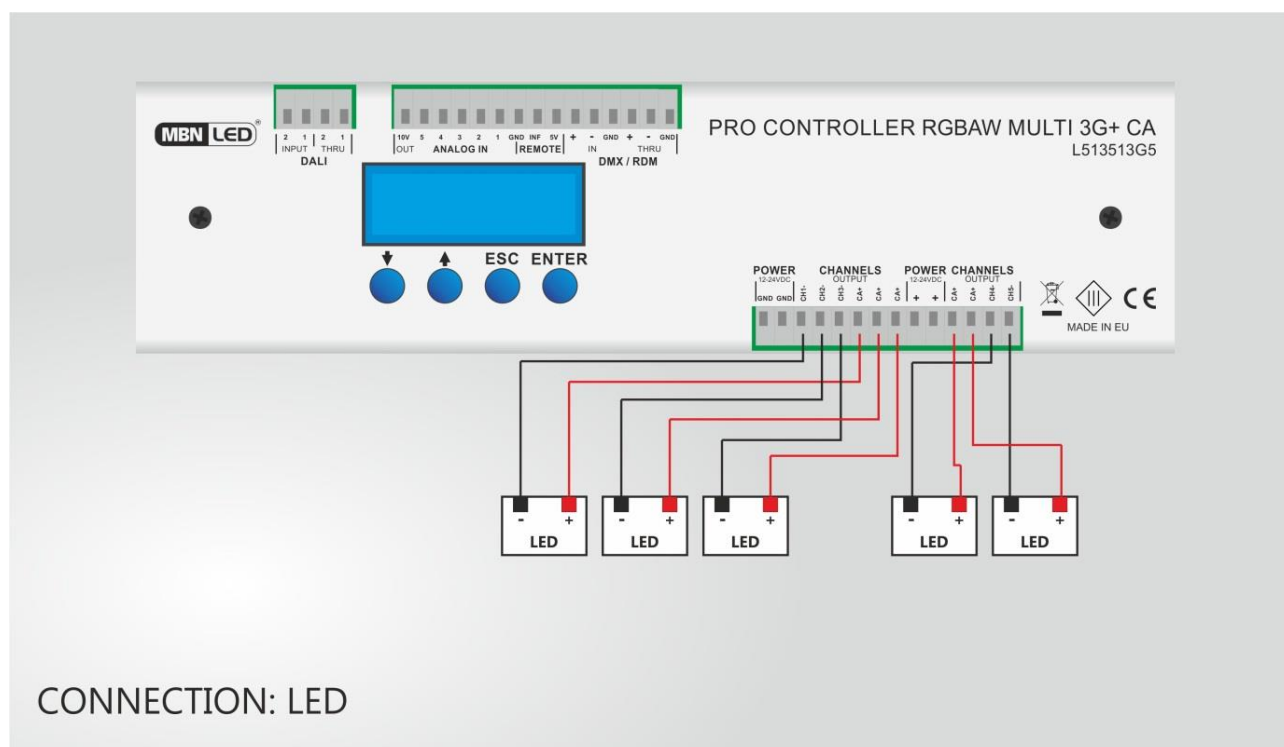 MBN LED®
2 1 2 1
INPUT THRU
DALI
10V 5 4 3 2 1 GND INF 5V + - GND + - GND
OUT ANALOG IN REMOTE IN THRU
DMX / RDM
PRO CONTROLLER RGBAW MULTI 3G+ CA
L513513G5
ESC ENTER
POWER CHANNELS POWER CHANNELS
12-24VDC OUTPUT 12-24VDC OUTPUT
GND GND CH1- CH2- CH3- CA+ CA+ CA+ + + CA+ CA+ CH4- CH5-
III CE
MADE IN EU
- + - + - + - + - +
LED LED LED LED LED
CONNECTION: LED